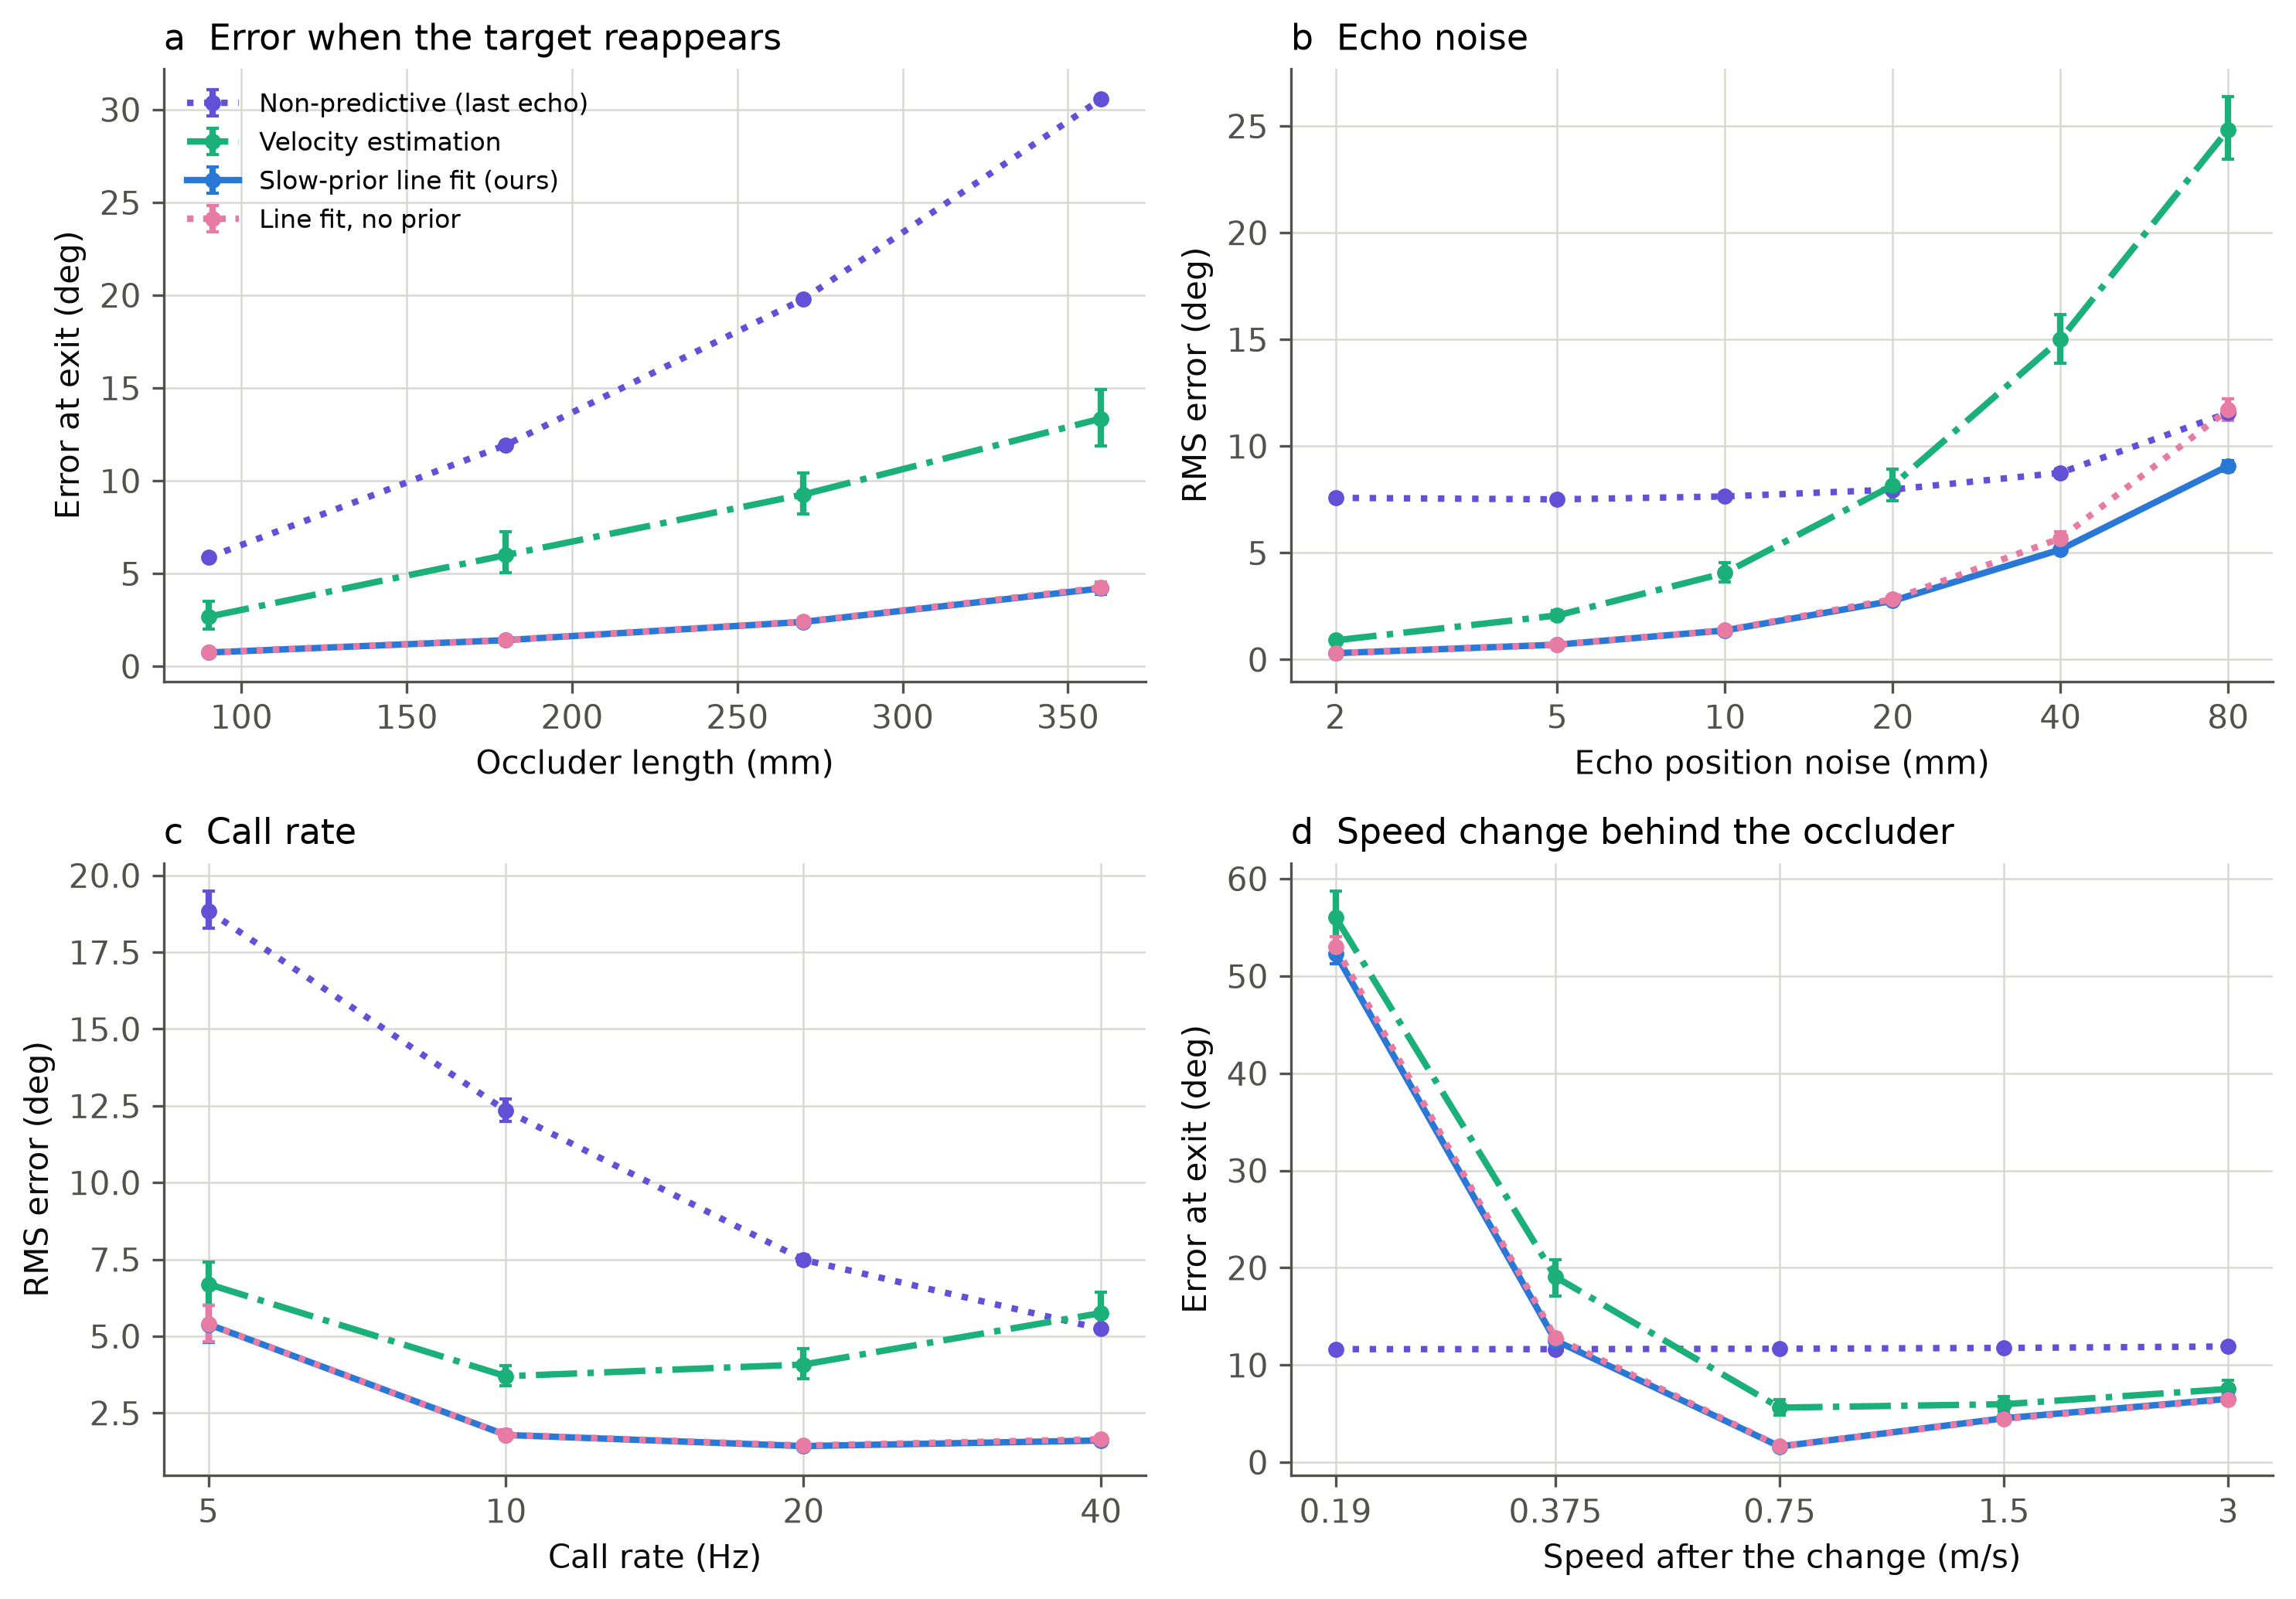 a Error when the target reappears
30
25
20
15
10
5
0
Error at exit (deg)
Non-predictive (last echo)
Velocity estimation
Slow-prior line fit (ours)
Line fit, no prior
100 150 200 250 300 350
Occluder length (mm)
b Echo noise
25
20
15
10
5
0
RMS error (deg)
2 5 10 20 40 80
Echo position noise (mm)
c Call rate
20.0
17.5
15.0
12.5
10.0
7.5
5.0
2.5
RMS error (deg)
5 10 20 40
Call rate (Hz)
d Speed change behind the occluder
60
50
40
30
20
10
0
Error at exit (deg)
0.19 0.375 0.75 1.5 3
Speed after the change (m/s)